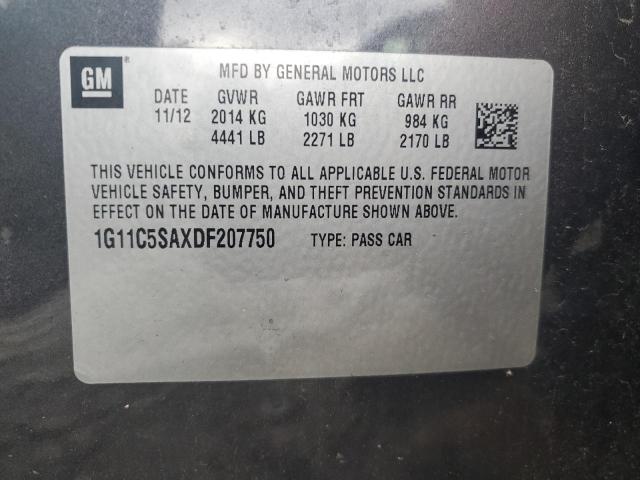 GM®
MFD BY GENERAL MOTORS LLC
DATE GVWR GAWR FRT GAWR RR
11/12 2014 KG 1030 KG 984 KG
4441 LB 2271 LB 2170 LB
THIS VEHICLE CONFORMS TO ALL APPLICABLE U.S. FEDERAL MOTOR
VEHICLE SAFETY, BUMPER, AND THEFT PREVENTION STANDARDS IN
EFFECT ON THE DATE OF MANUFACTURE SHOWN ABOVE.
1G11C5SAXDF207750 TYPE: PASS CAR